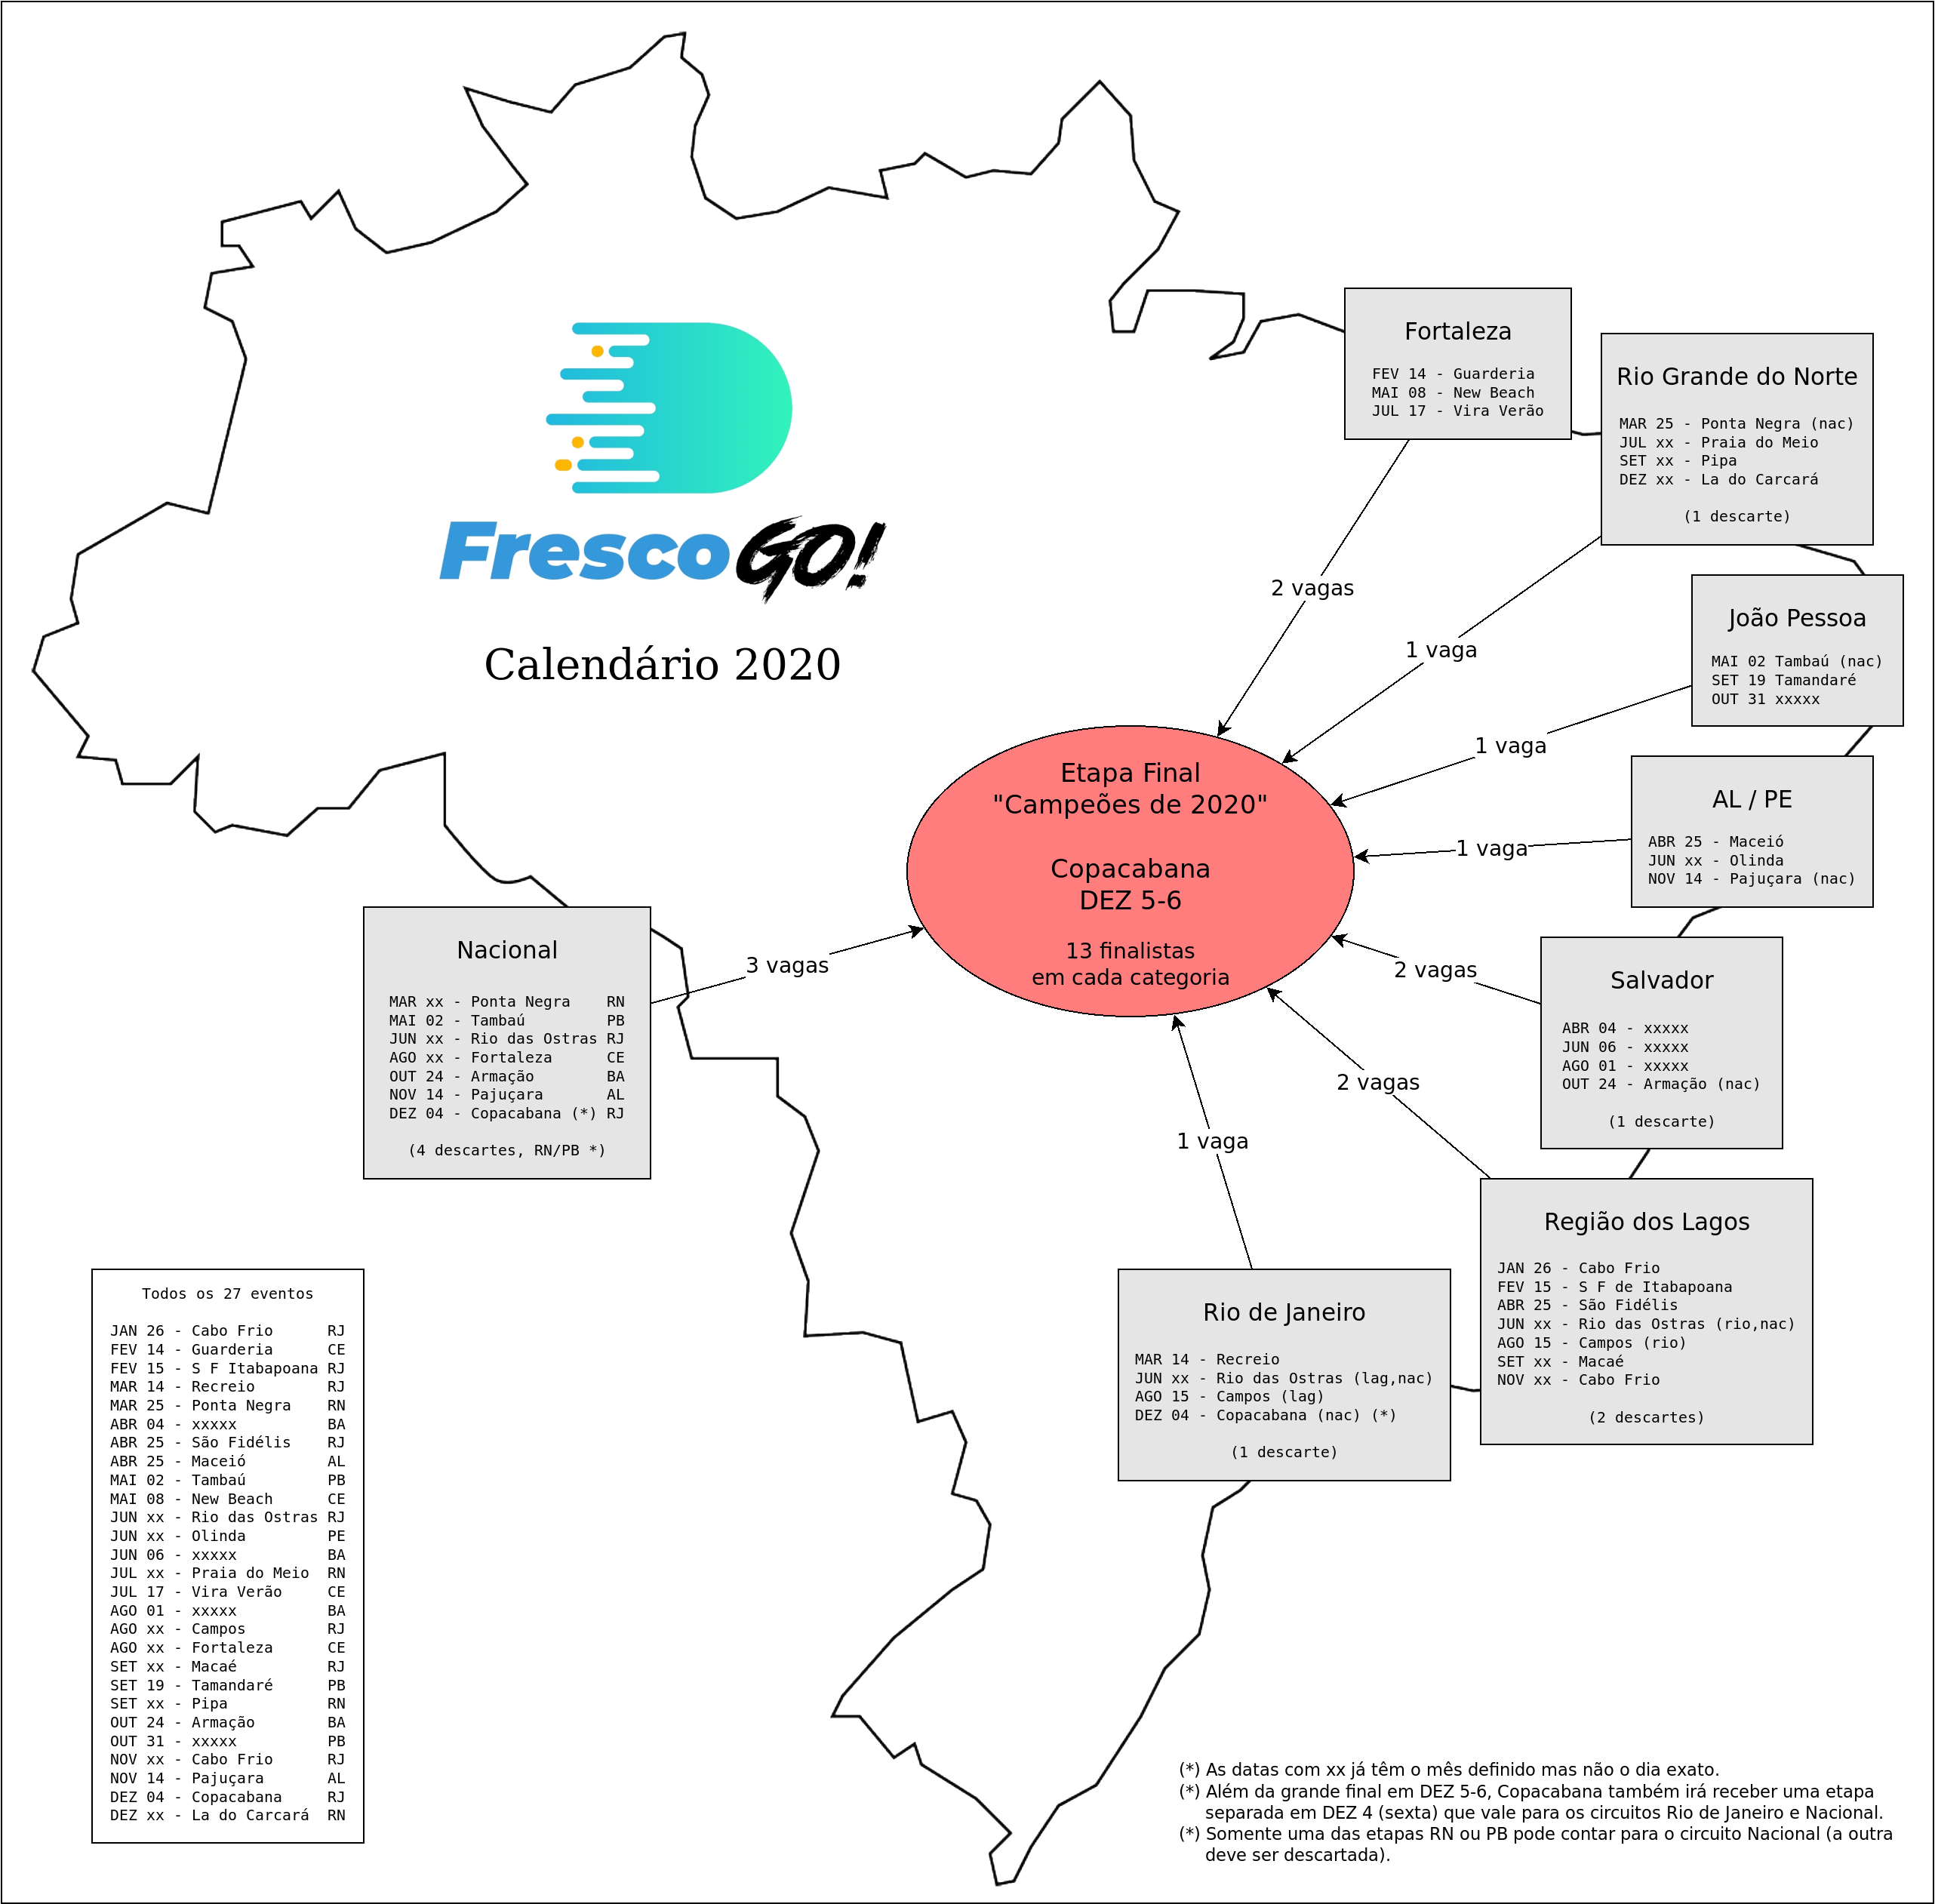 Fresco GO!
Calendário 2020
Fortaleza
FEV 14 - Guarderia
MAI 08 - New Beach
JUL 17 - Vira Verão
Rio Grande do Norte
MAR 25 - Ponta Negra (nac)
JUL xx - Praia do Meio
SET xx - Pipa
DEZ xx - La do Carcará
(1 descarte)
João Pessoa
MAI 02 Tambaú (nac)
SET 19 Tamandaré
OUT 31 xxxxx
AL / PE
ABR 25 - Maceió
JUN xx - Olinda
NOV 14 - Pajuçara (nac)
Salvador
ABR 04 - xxxxx
JUN 06 - xxxxx
AGO 01 - xxxxx
OUT 24 - Armação (nac)
(1 descarte)
Região dos Lagos
JAN 26 - Cabo Frio
FEV 15 - S F de Itabapoana
ABR 25 - São Fidélis
JUN xx - Rio das Ostras (rio,nac)
AGO 15 - Campos (rio)
SET xx - Macaé
NOV xx - Cabo Frio
(2 descartes)
Rio de Janeiro
MAR 14 - Recreio
JUN xx - Rio das Ostras (lag,nac)
AGO 15 - Campos (lag)
DEZ 04 - Copacabana (nac) (*)
(1 descarte)
2 vagas
1 vaga
1 vaga
1 vaga
2 vagas
2 vagas
1 vaga
3 vagas
Etapa Final
"Campeões de 2020"
Copacabana
DEZ 5-6
13 finalistas
em cada categoria
Nacional
MAR xx - Ponta Negra RN
MAI 02 - Tambaú PB
JUN xx - Rio das Ostras RJ
AGO xx - Fortaleza CE
OUT 24 - Armação BA
NOV 14 - Pajuçara AL
DEZ 04 - Copacabana (*) RJ
(4 descartes, RN/PB *)
Todos os 27 eventos
JAN 26 - Cabo Frio RJ
FEV 14 - Guarderia CE
FEV 15 - S F Itabapoana RJ
MAR 14 - Recreio RJ
MAR 25 - Ponta Negra RN
ABR 04 - xxxxx BA
ABR 25 - São Fidélis RJ
ABR 25 - Maceió AL
MAI 02 - Tambaú PB
MAI 08 - New Beach CE
JUN xx - Rio das Ostras RJ
JUN xx - Olinda PE
JUN 06 - xxxxx BA
JUL xx - Praia do Meio RN
JUL 17 - Vira Verão CE
AGO 01 - xxxxx BA
AGO xx - Campos RJ
AGO xx - Fortaleza CE
SET xx - Macaé RJ
SET 19 - Tamandaré PB
SET xx - Pipa RN
OUT 24 - Armação BA
OUT 31 - xxxxx PB
NOV xx - Cabo Frio RJ
NOV 14 - Pajuçara AL
DEZ 04 - Copacabana RJ
DEZ xx - La do Carcará RN
(*) As datas com xx já têm o mês definido mas não o dia exato.
(*) Além da grande final em DEZ 5-6, Copacabana também irá receber uma etapa
separada em DEZ 4 (sexta) que vale para os circuitos Rio de Janeiro e Nacional.
(*) Somente uma das etapas RN ou PB pode contar para o circuito Nacional (a outra
deve ser descartada).